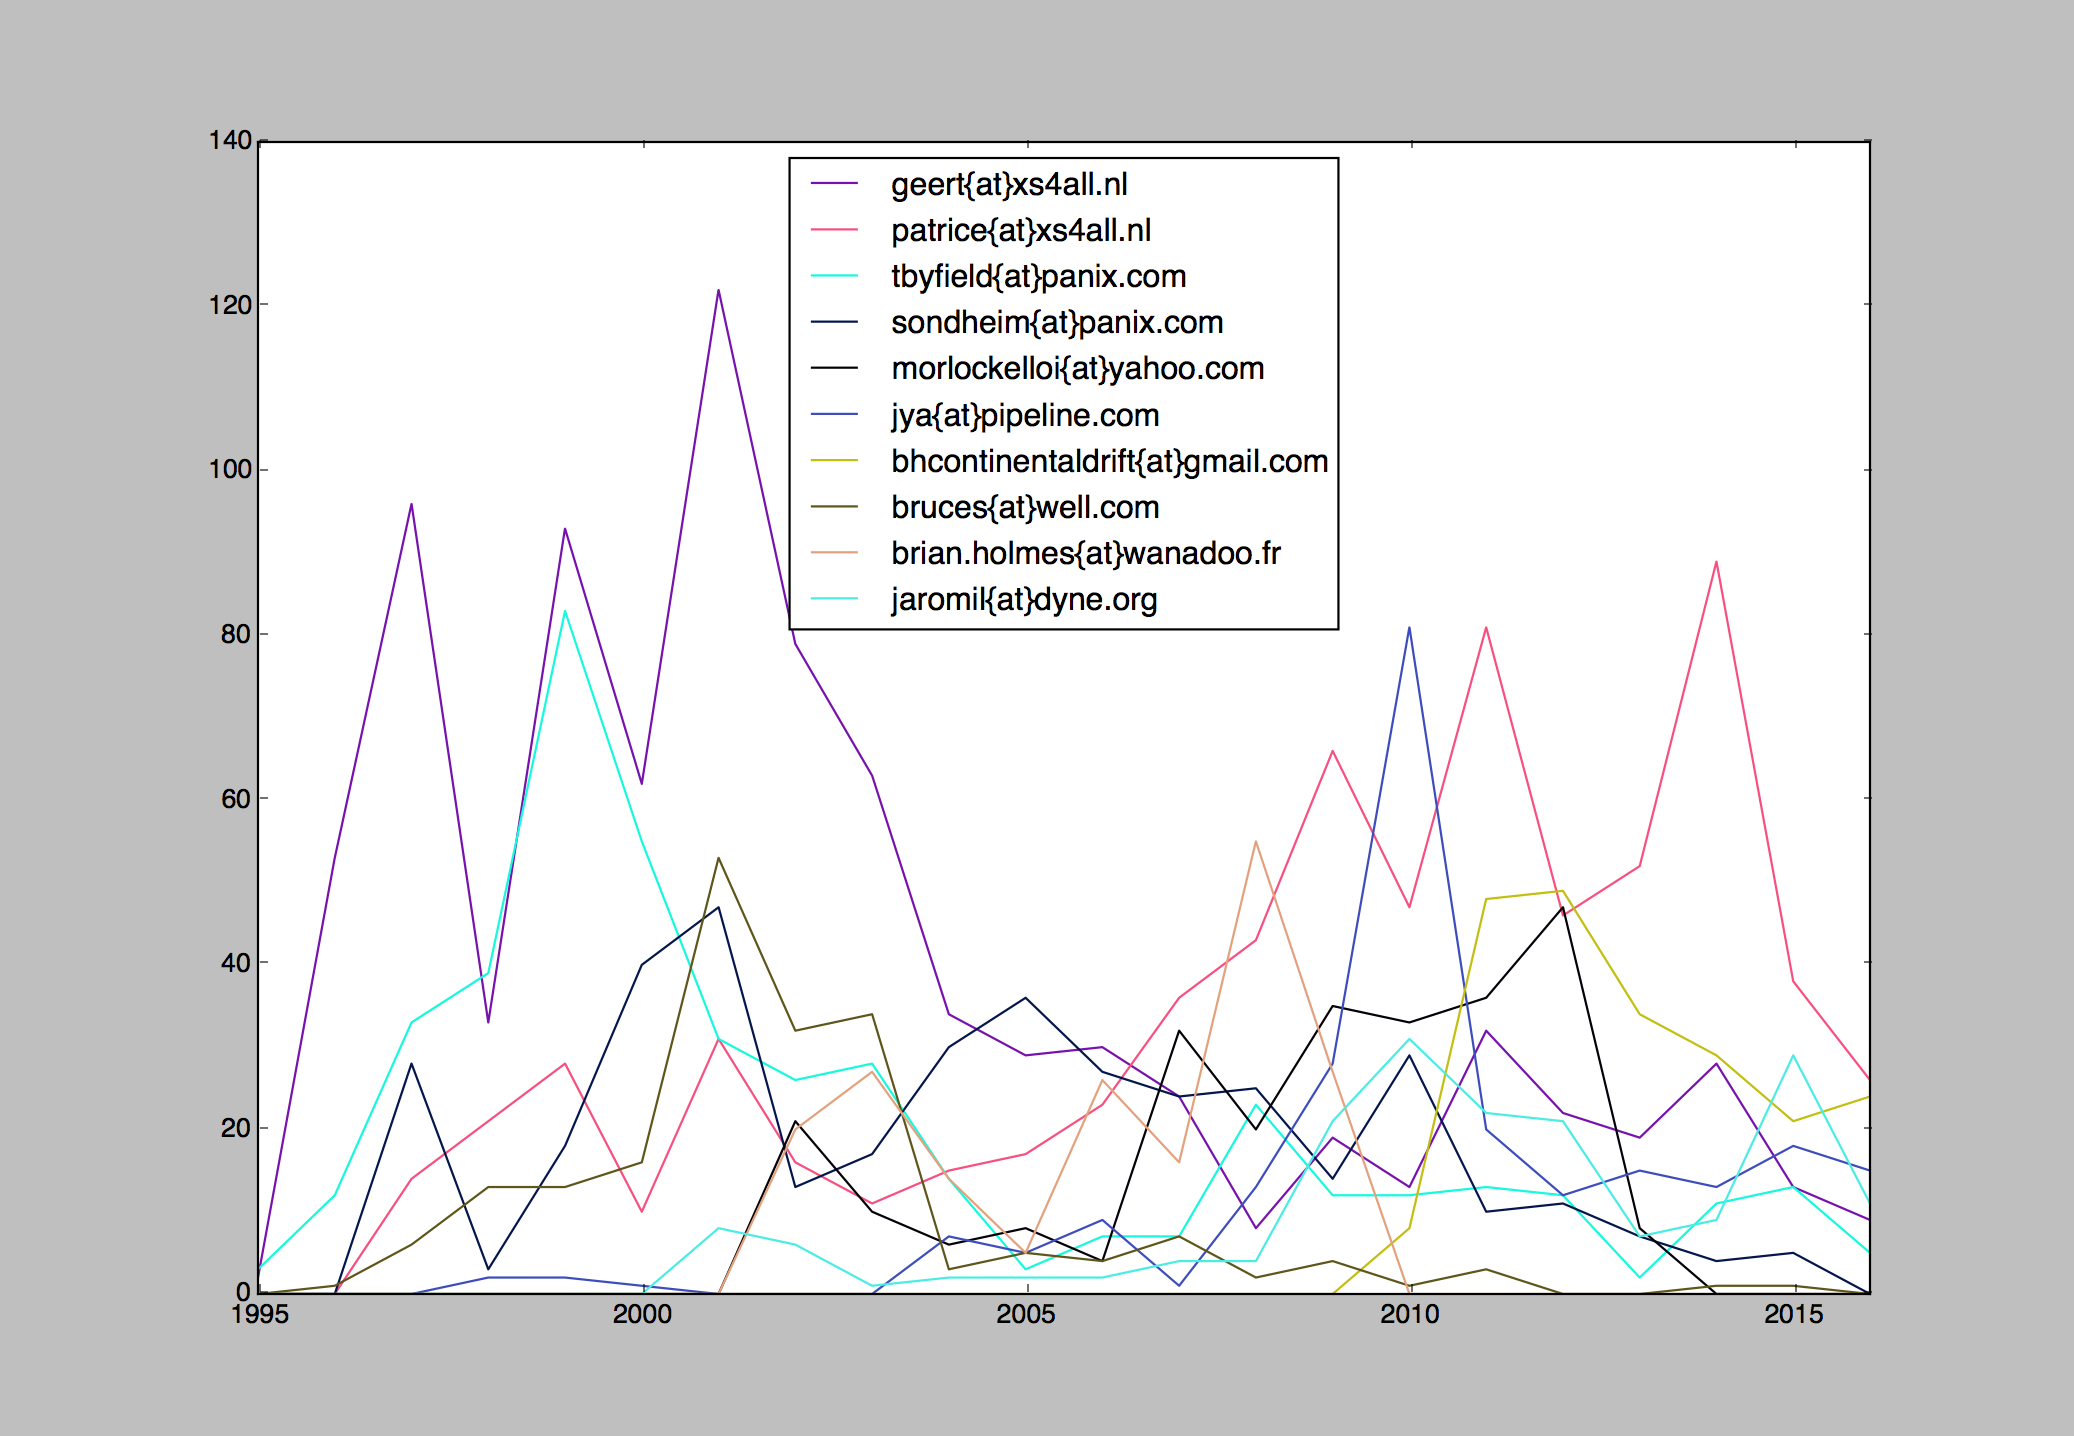 140
120
100
80
60
40
20
0
geert{at}xs4all.nl
patrice{at}xs4all.nl
tbyfield{at}panix.com
sondheim{at}panix.com
morlockelloi{at}yahoo.com
jya{at}pipeline.com
bhcontinentaldrift{at}gmail.com
bruces{at}well.com
brian.holmes{at}wanadoo.fr
jaromil{at}dyne.org
1995 2000 2005 2010 2015